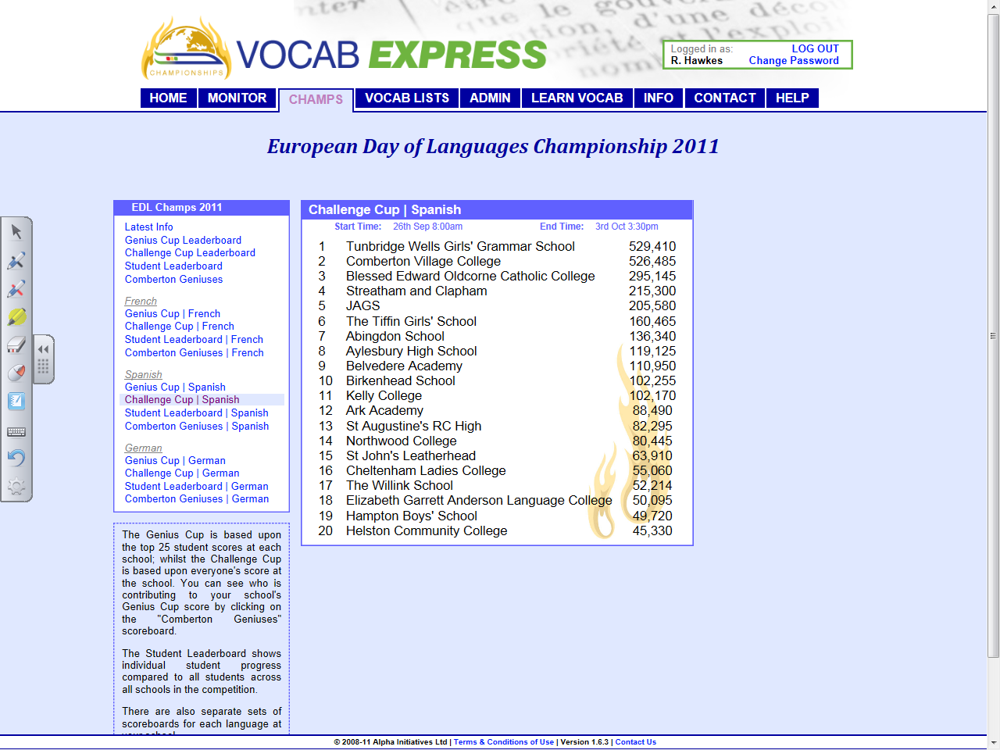 CHAMPIONSHIPS
VOCAB EXPRESS
Logged in as:
LOG OUT
R. Hawkes
Change Password
HOME
MONITOR
CHAMPS
VOCAB LISTS
ADMIN
LEARN VOCAB
INFO
CONTACT
HELP
European Day of Languages Championship 2011
EDL Champs 2011
Latest Info
Genius Cup Leaderboard
Challenge Cup Leaderboard
Student Leaderboard
Comberton Geniuses
French
Genius Cup | French
Challenge Cup | French
Student Leaderboard | French
Comberton Geniuses | French
Spanish
Genius Cup | Spanish
Challenge Cup | Spanish
Student Leaderboard | Spanish
Comberton Geniuses | Spanish
German
Genius Cup | German
Challenge Cup | German
Student Leaderboard | German
Comberton Geniuses | German
The Genius Cup is based upon
the top 25 student scores at each
school; whilst the Challenge Cup
is based upon everyone's score at
the school. You can see who is
contributing to your school's
Genius Cup score by clicking on
the "Comberton Geniuses"
scoreboard.
The Student Leaderboard shows
individual student progress
compared to all students across
all schools in the competition.
There are also separate sets of
scoreboards for each language at
Challenge Cup | Spanish
Start Time: 26th Sep 8:00am End Time: 3rd Oct 3:30pm
1 Tunbridge Wells Girls' Grammar School 529,410
2 Comberton Village College 526,485
3 Blessed Edward Oldcorne Catholic College 295,145
4 Streatham and Clapham 215,300
5 JAGS 205,580
6 The Tiffin Girls' School 160,465
7 Abingdon School 136,340
8 Aylesbury High School 119,125
9 Belvedere Academy 110,950
10 Birkenhead School 102,255
11 Kelly College 102,170
12 Ark Academy 88,490
13 St Augustine's RC High 82,295
14 Northwood College 80,445
15 St John's Leatherhead 63,910
16 Cheltenham Ladies College 55,060
17 The Willink School 52,214
18 Elizabeth Garrett Anderson Language College 50,095
19 Hampton Boys' School 49,720
20 Helston Community College 45,330
© 2008-11 Alpha Initiatives Ltd | Terms & Conditions of Use | Version 1.6.3 | Contact Us